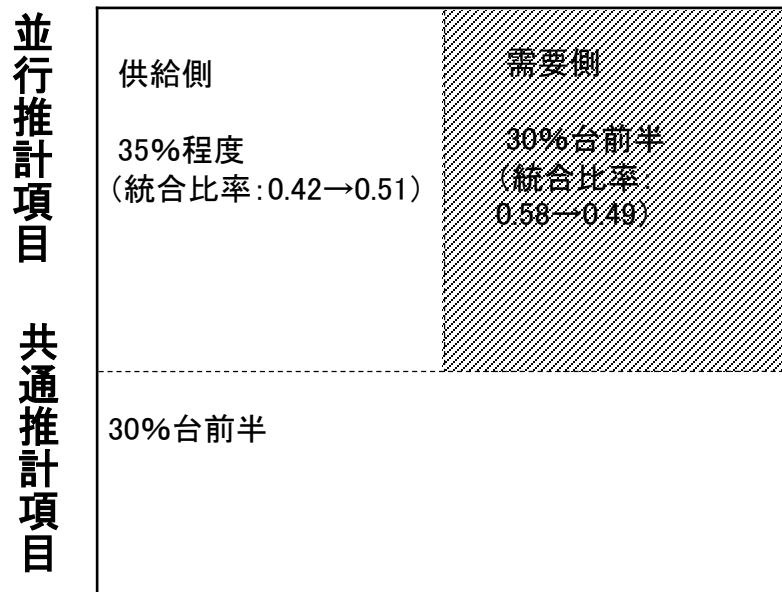 並行推計項目
供給側
35%程度
(統合比率:0.42→0.51)
需要側
30%台前半
(統合比率:
0.58→0.49)
共通推計項目
30%台前半